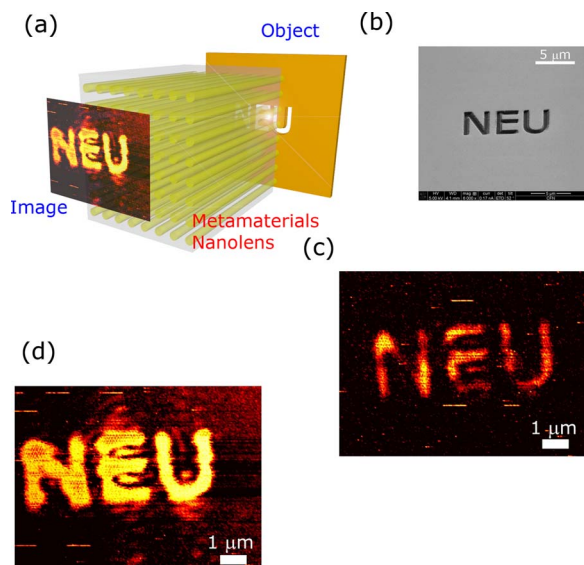 (a)
Object
NEU
U
Image
Metamaterials
Nanolens
(b)
5 μm
NEU
(c)
NEU
1 μm
(d)
NEU
1 μm